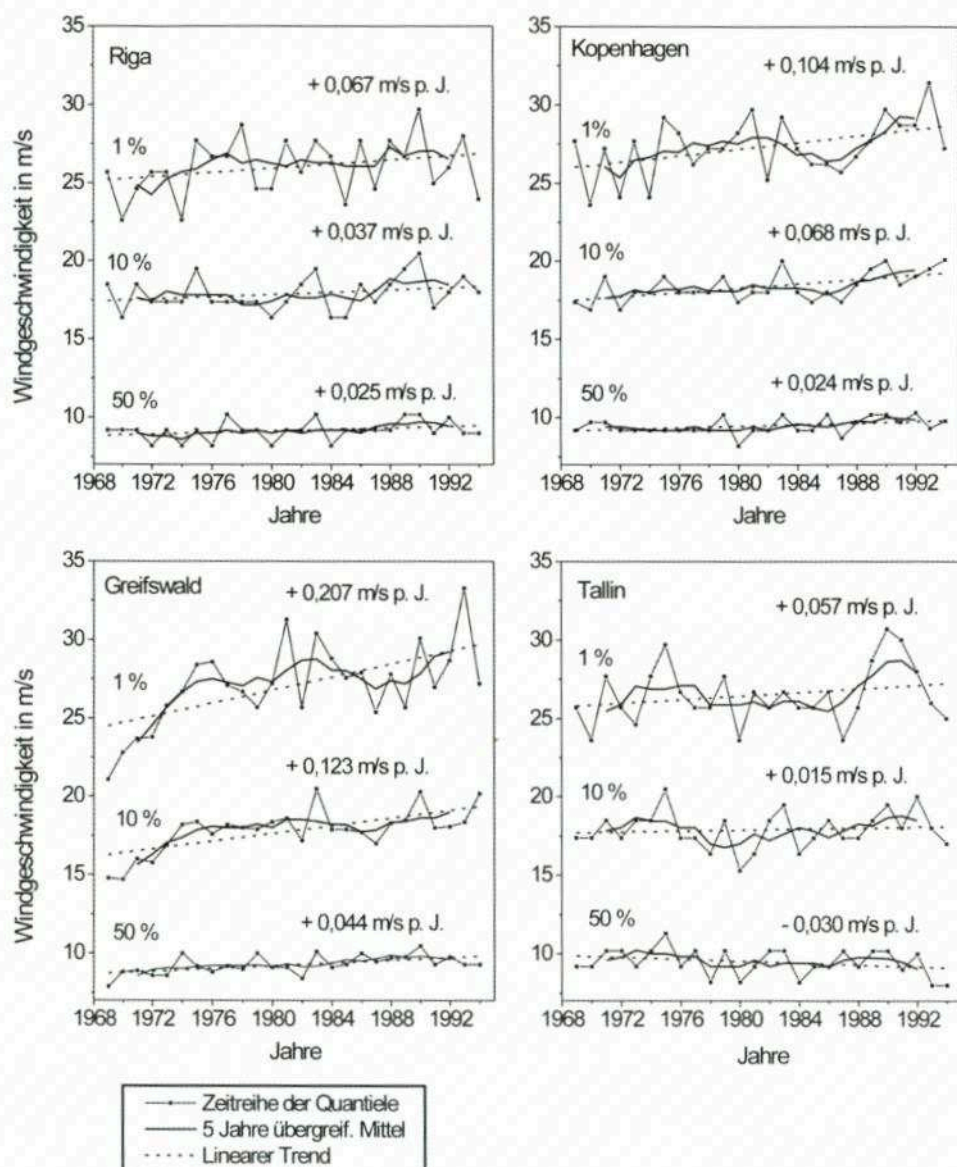 Riga
+ 0,067 m/s p. J.
1 %
+ 0,037 m/s p. J.
10 %
+ 0,025 m/s p. J.
50 %
35
30
25
20
15
10
Windgeschwindigkeit in m/s
1968 1972 1976 1980 1984 1988 1992
Jahre
Kopenhagen
+ 0,104 m/s p. J.
1%
+ 0,068 m/s p. J.
10 %
+ 0,024 m/s p. J.
50 %
35
30
25
20
15
10
1968 1972 1976 1980 1984 1988 1992
Jahre
Greifswald
+ 0,207 m/s p. J.
1 %
+ 0,123 m/s p. J.
10%
+ 0,044 m/s p. J.
50 %
35
30
25
20
15
10
Windgeschwindigkeit in m/s
1968 1972 1976 1980 1984 1988 1992
Jahre
Tallin
+ 0,057 m/s p. J.
1 %
+ 0,015 m/s p. J.
10%
- 0,030 m/s p. J.
50 %
35
30
25
20
15
10
1968 1972 1976 1980 1984 1988 1992
Jahre
Zeitreihe der Quantiele
5 Jahre übergreif. Mittel
Linearer Trend